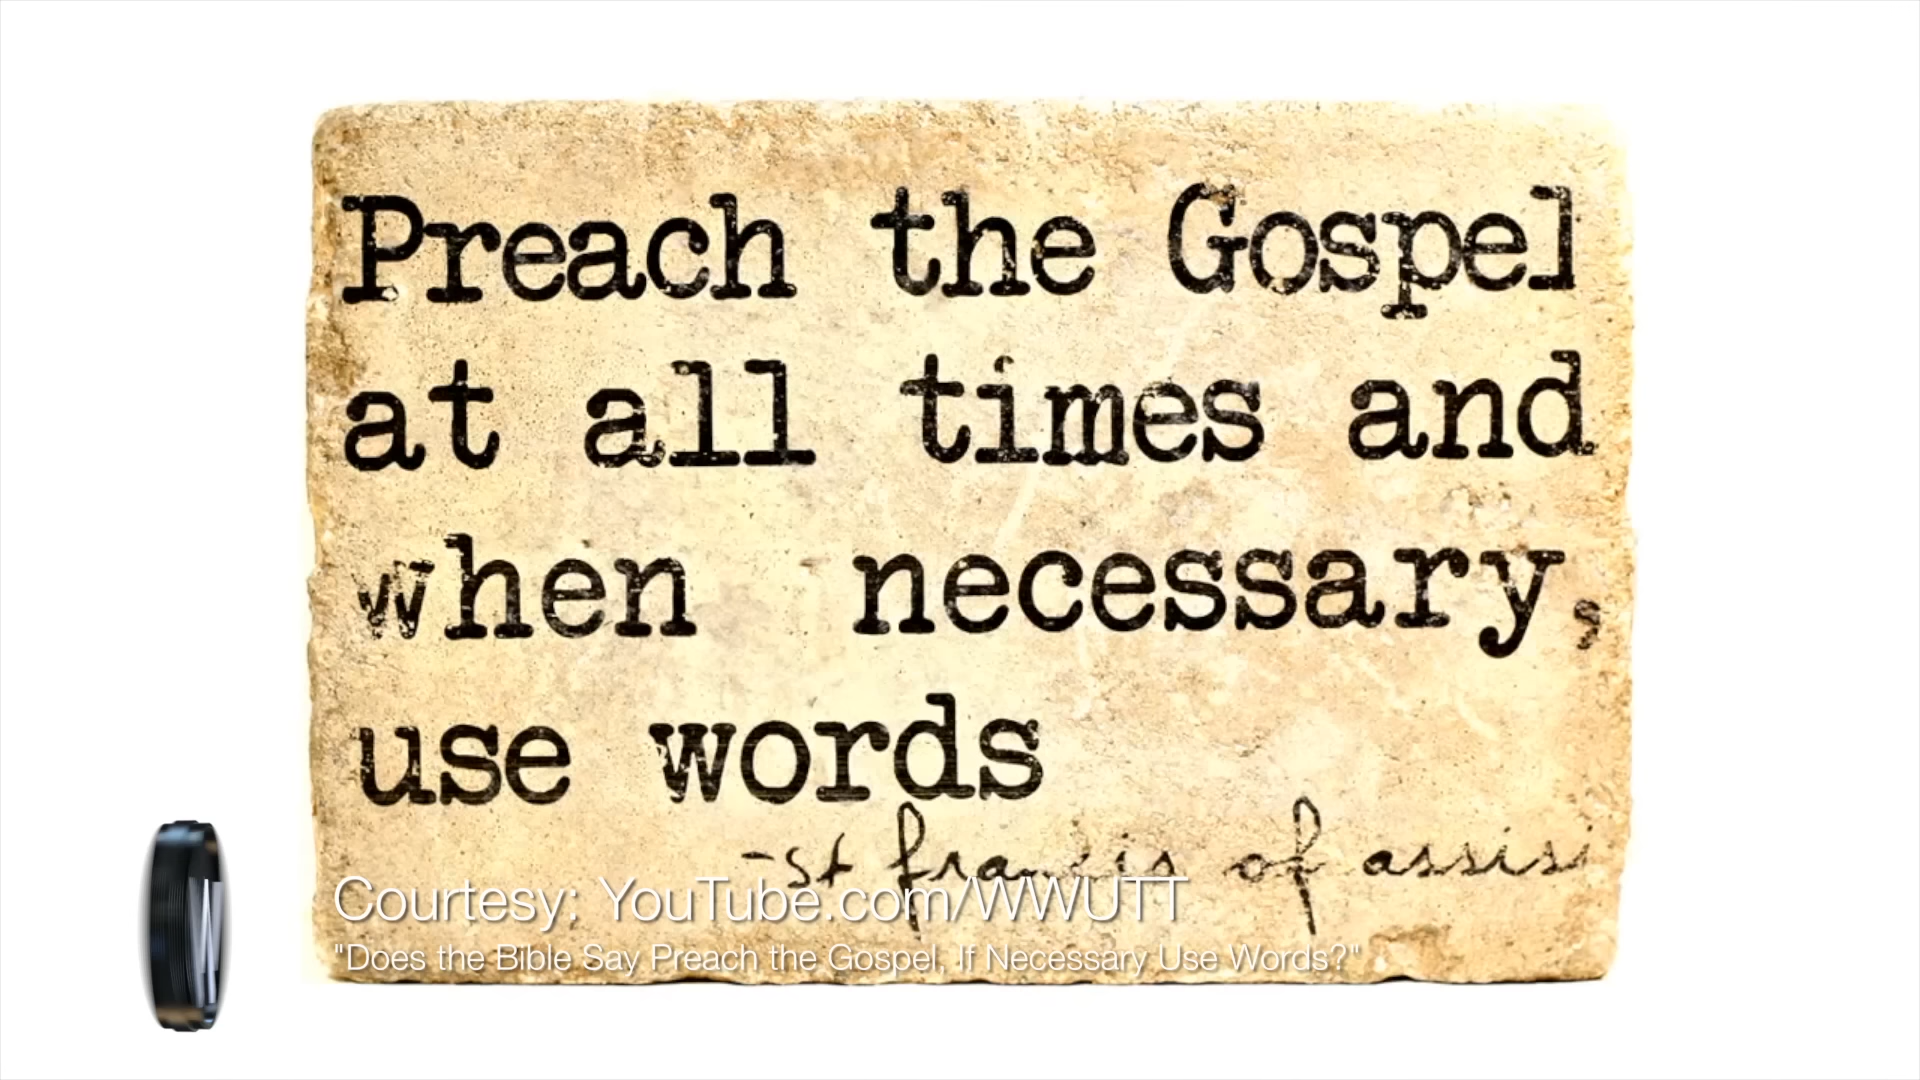 Preach the Gospel
at all times and
when necessary,
use words
-st francis of assisi
Courtesy: YouTube.com/WWUTT
"Does the Bible Say Preach the Gospel, If Necessary Use Words?"